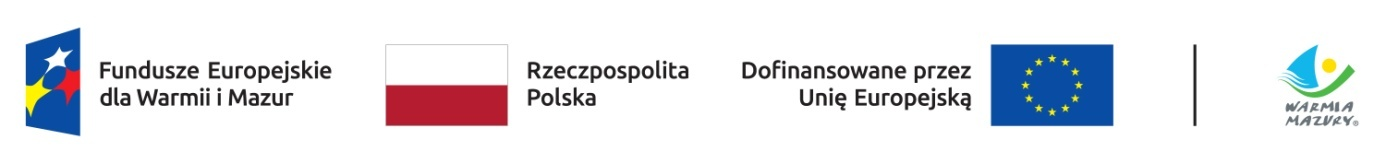 Fundusze Europejskie
dla Warmii i Mazur
Rzeczpospolita
Polska
Dofinansowane przez
Unię Europejską
WARMIA
MAZURY®